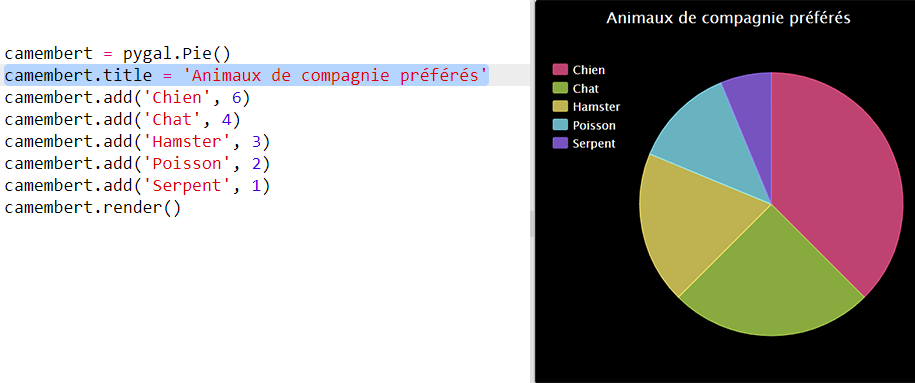 camembert = pygal.Pie()
camembert.title = 'Animaux de compagnie préférés'
camembert.add('Chien', 6)
camembert.add('Chat', 4)
camembert.add('Hamster', 3)
camembert.add('Poisson', 2)
camembert.add('Serpent', 1)
camembert.render()
Animaux de compagnie préférés
Chien
Chat
Hamster
Poisson
Serpent